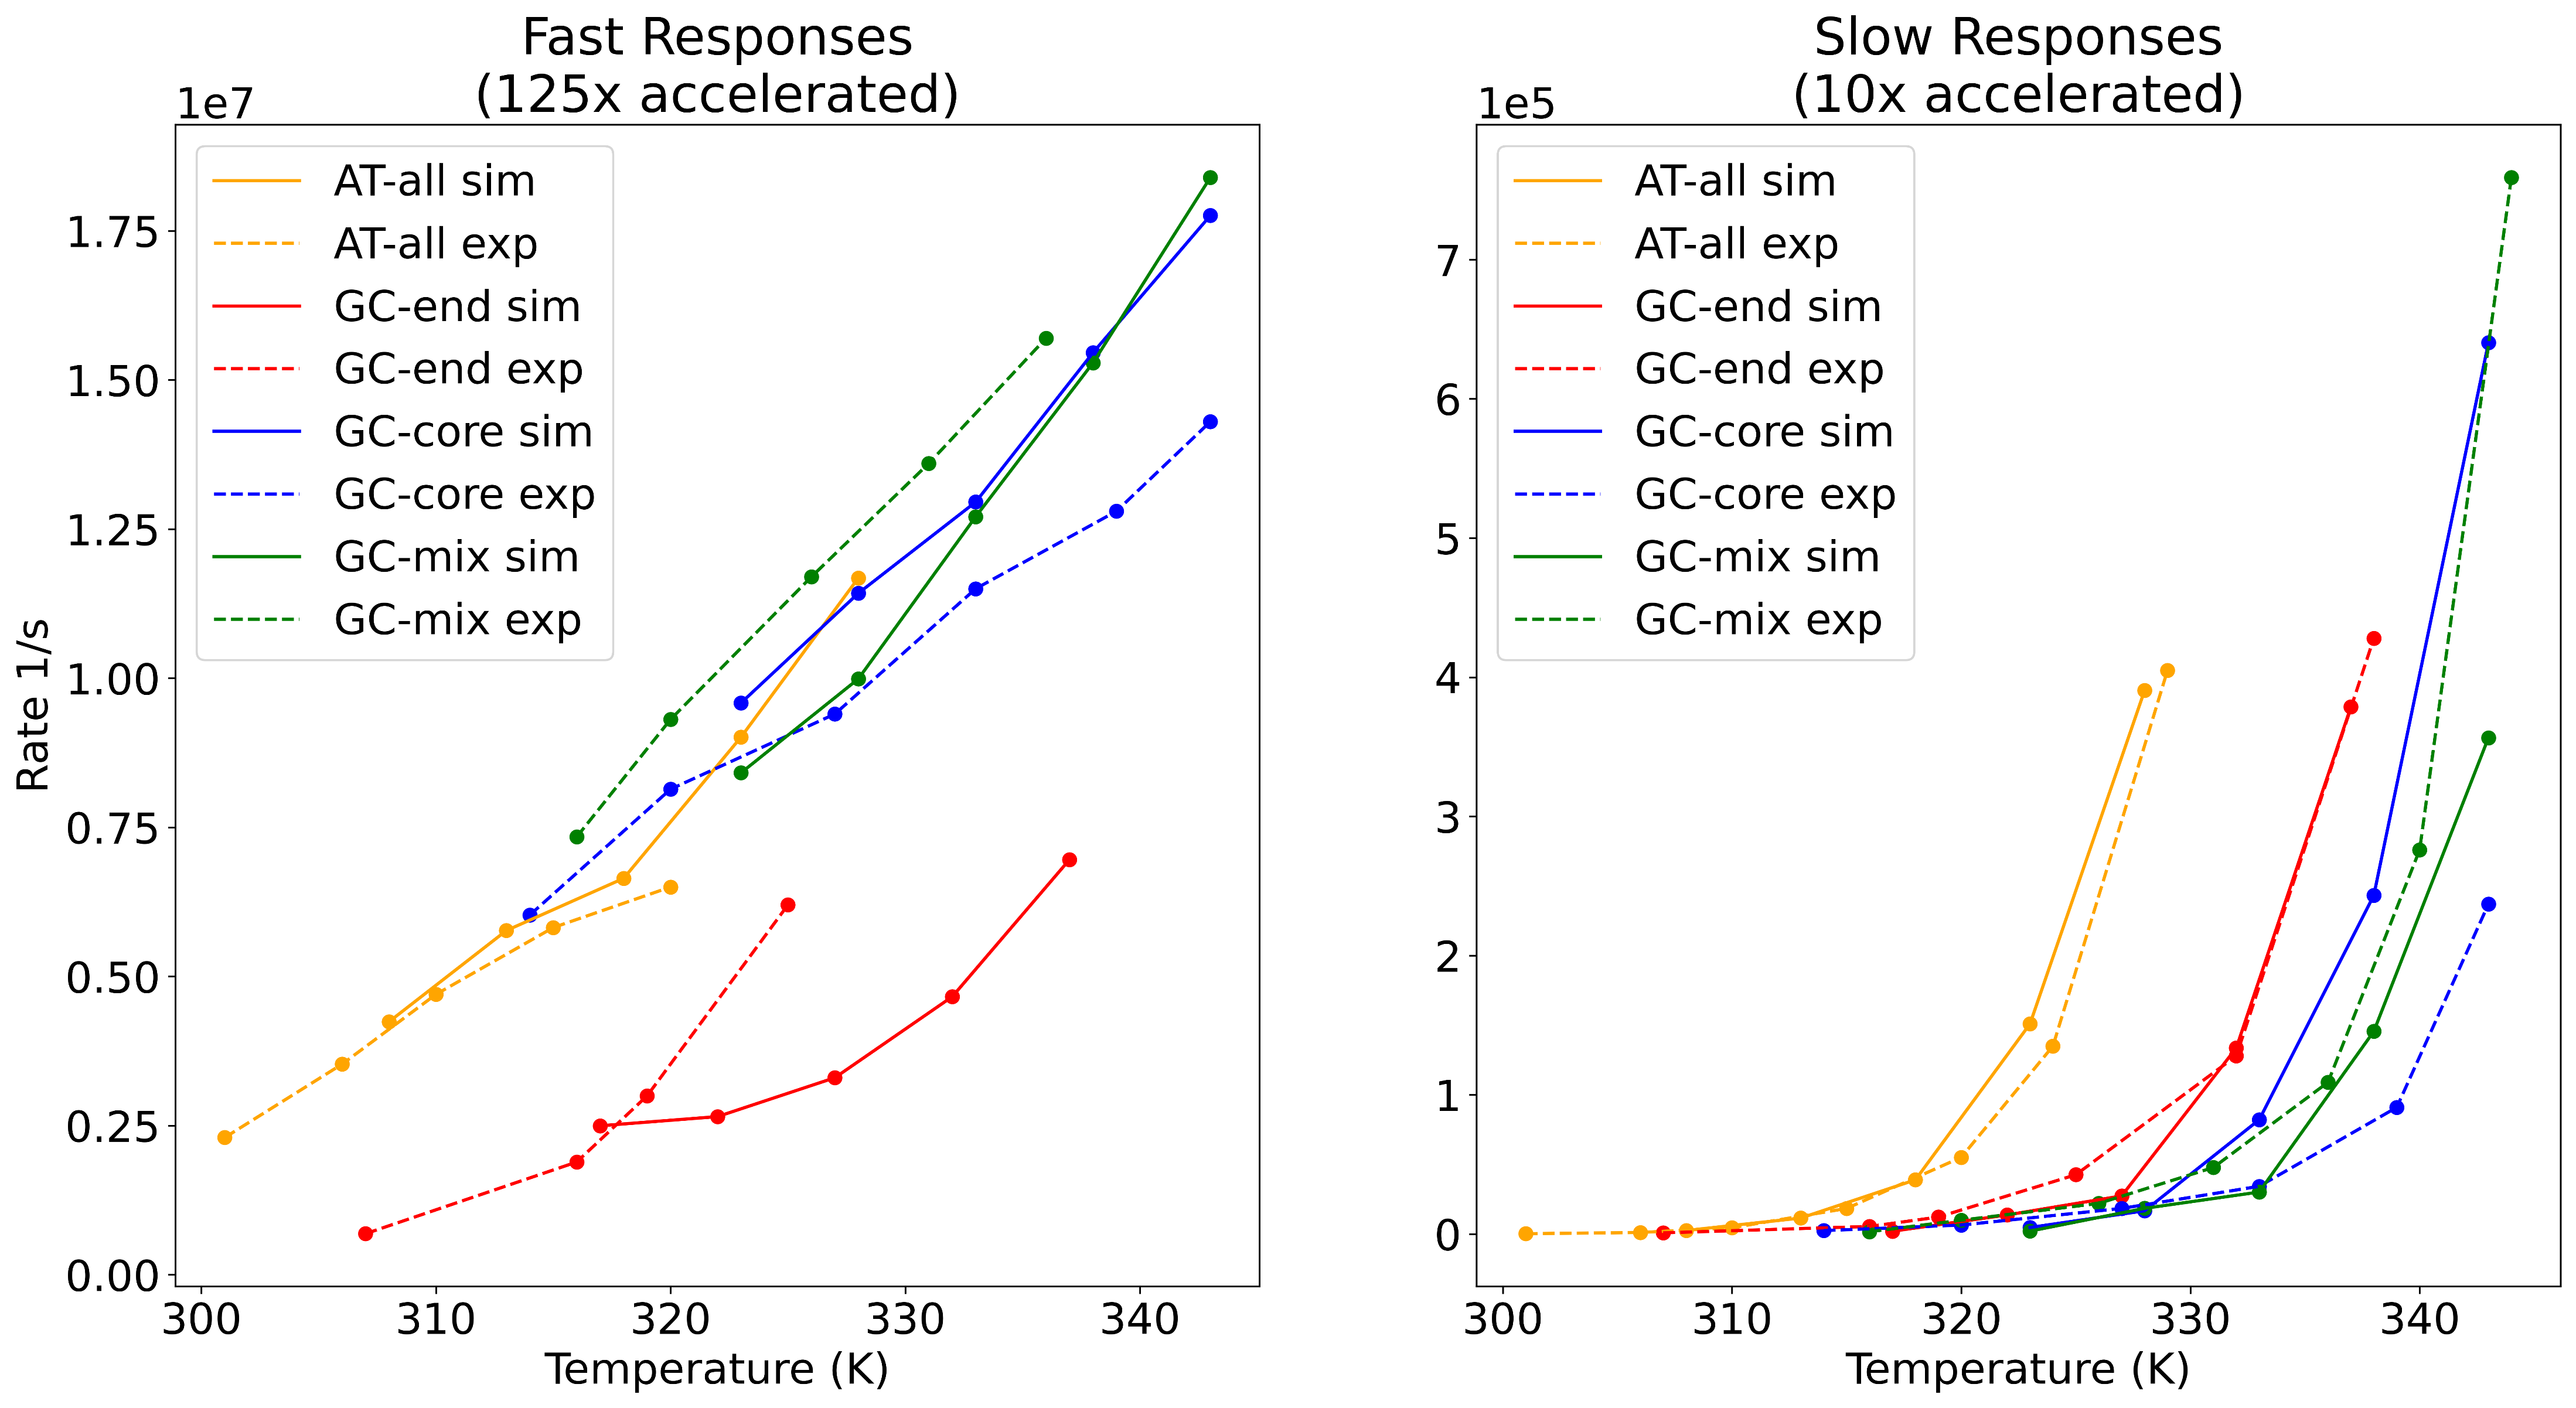 Fast Responses
(125x accelerated)
1e7
AT-all sim
AT-all exp
GC-end sim
GC-end exp
GC-core sim
GC-core exp
GC-mix sim
GC-mix exp
1.75
1.50
1.25
1.00
0.75
0.50
0.25
0.00
Rate 1/s
300 310 320 330 340
Temperature (K)
Slow Responses
(10x accelerated)
1e5
AT-all sim
AT-all exp
GC-end sim
GC-end exp
GC-core sim
GC-core exp
GC-mix sim
GC-mix exp
7
6
5
4
3
2
1
0
300 310 320 330 340
Temperature (K)